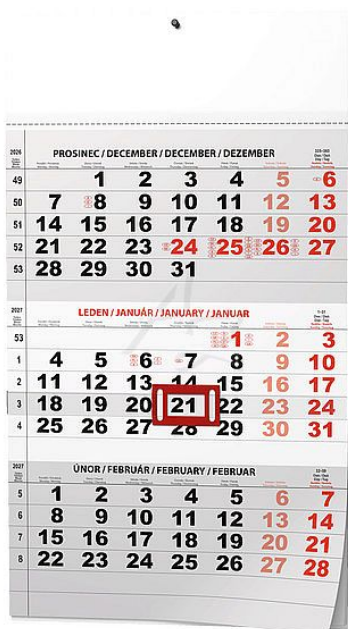 2026 PROSINEC / DECEMBER / DECEMBER / DEZEMBER
49 1 2 3 4 5 6
50 7 8 9 10 11 12 13
51 14 15 16 17 18 19 20
52 21 22 23 24 25 26 27
53 28 29 30 31
2027 LEDEN / JANUÁR / JANUARY / JANUAR
53 1 2 3
1 4 5 6 7 8 9 10
2 11 12 13 14 15 16 17
3 18 19 20 21 22 23 24
4 25 26 27 28 29 30 31
2027 ÚNOR / FEBRUÁR / FEBRUARY / FEBRUAR
5 1 2 3 4 5 6 7
6 8 9 10 11 12 13 14
7 15 16 17 18 19 20 21
8 22 23 24 25 26 27 28